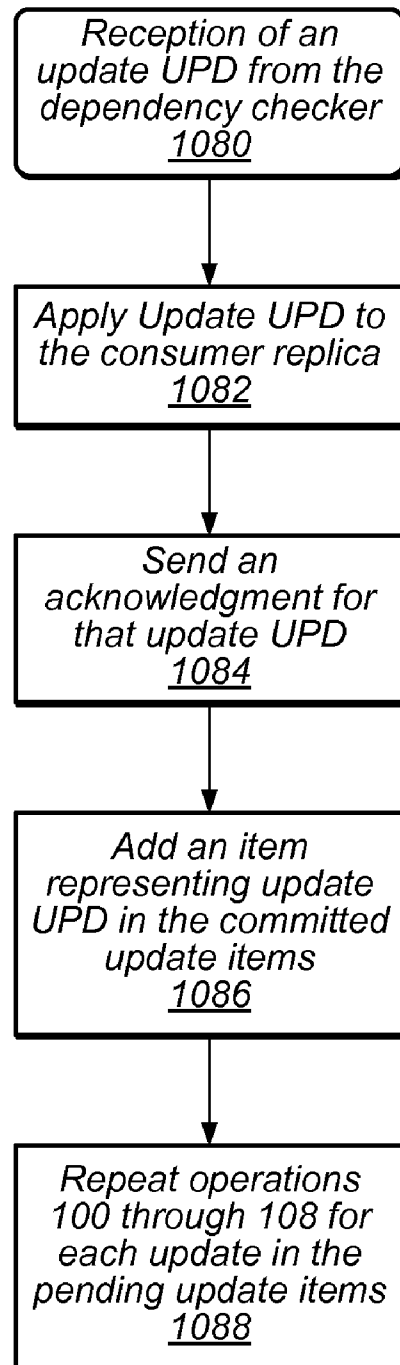 Reception of an
update UPD from the
dependency checker
1080
Apply Update UPD to
the consumer replica
1082
Send an
acknowledgment for
that update UPD
1084
Add an item
representing update
UPD in the committed
update items
1086
Repeat operations
100 through 108 for
each update in the
pending update items
1088